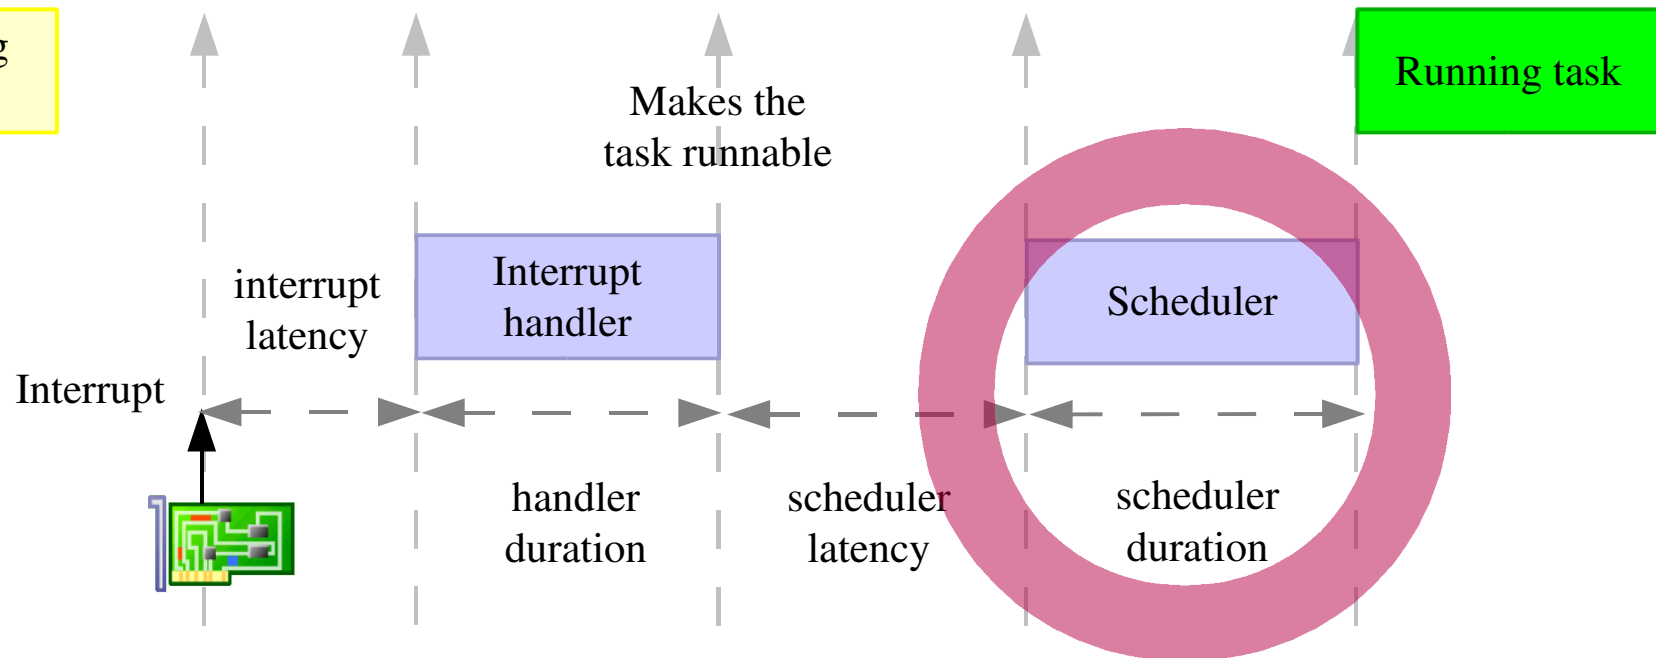 Running task
Makes the
task runnable
interrupt
latency
Interrupt
handler
Scheduler
Interrupt
handler
duration
scheduler
latency
scheduler
duration